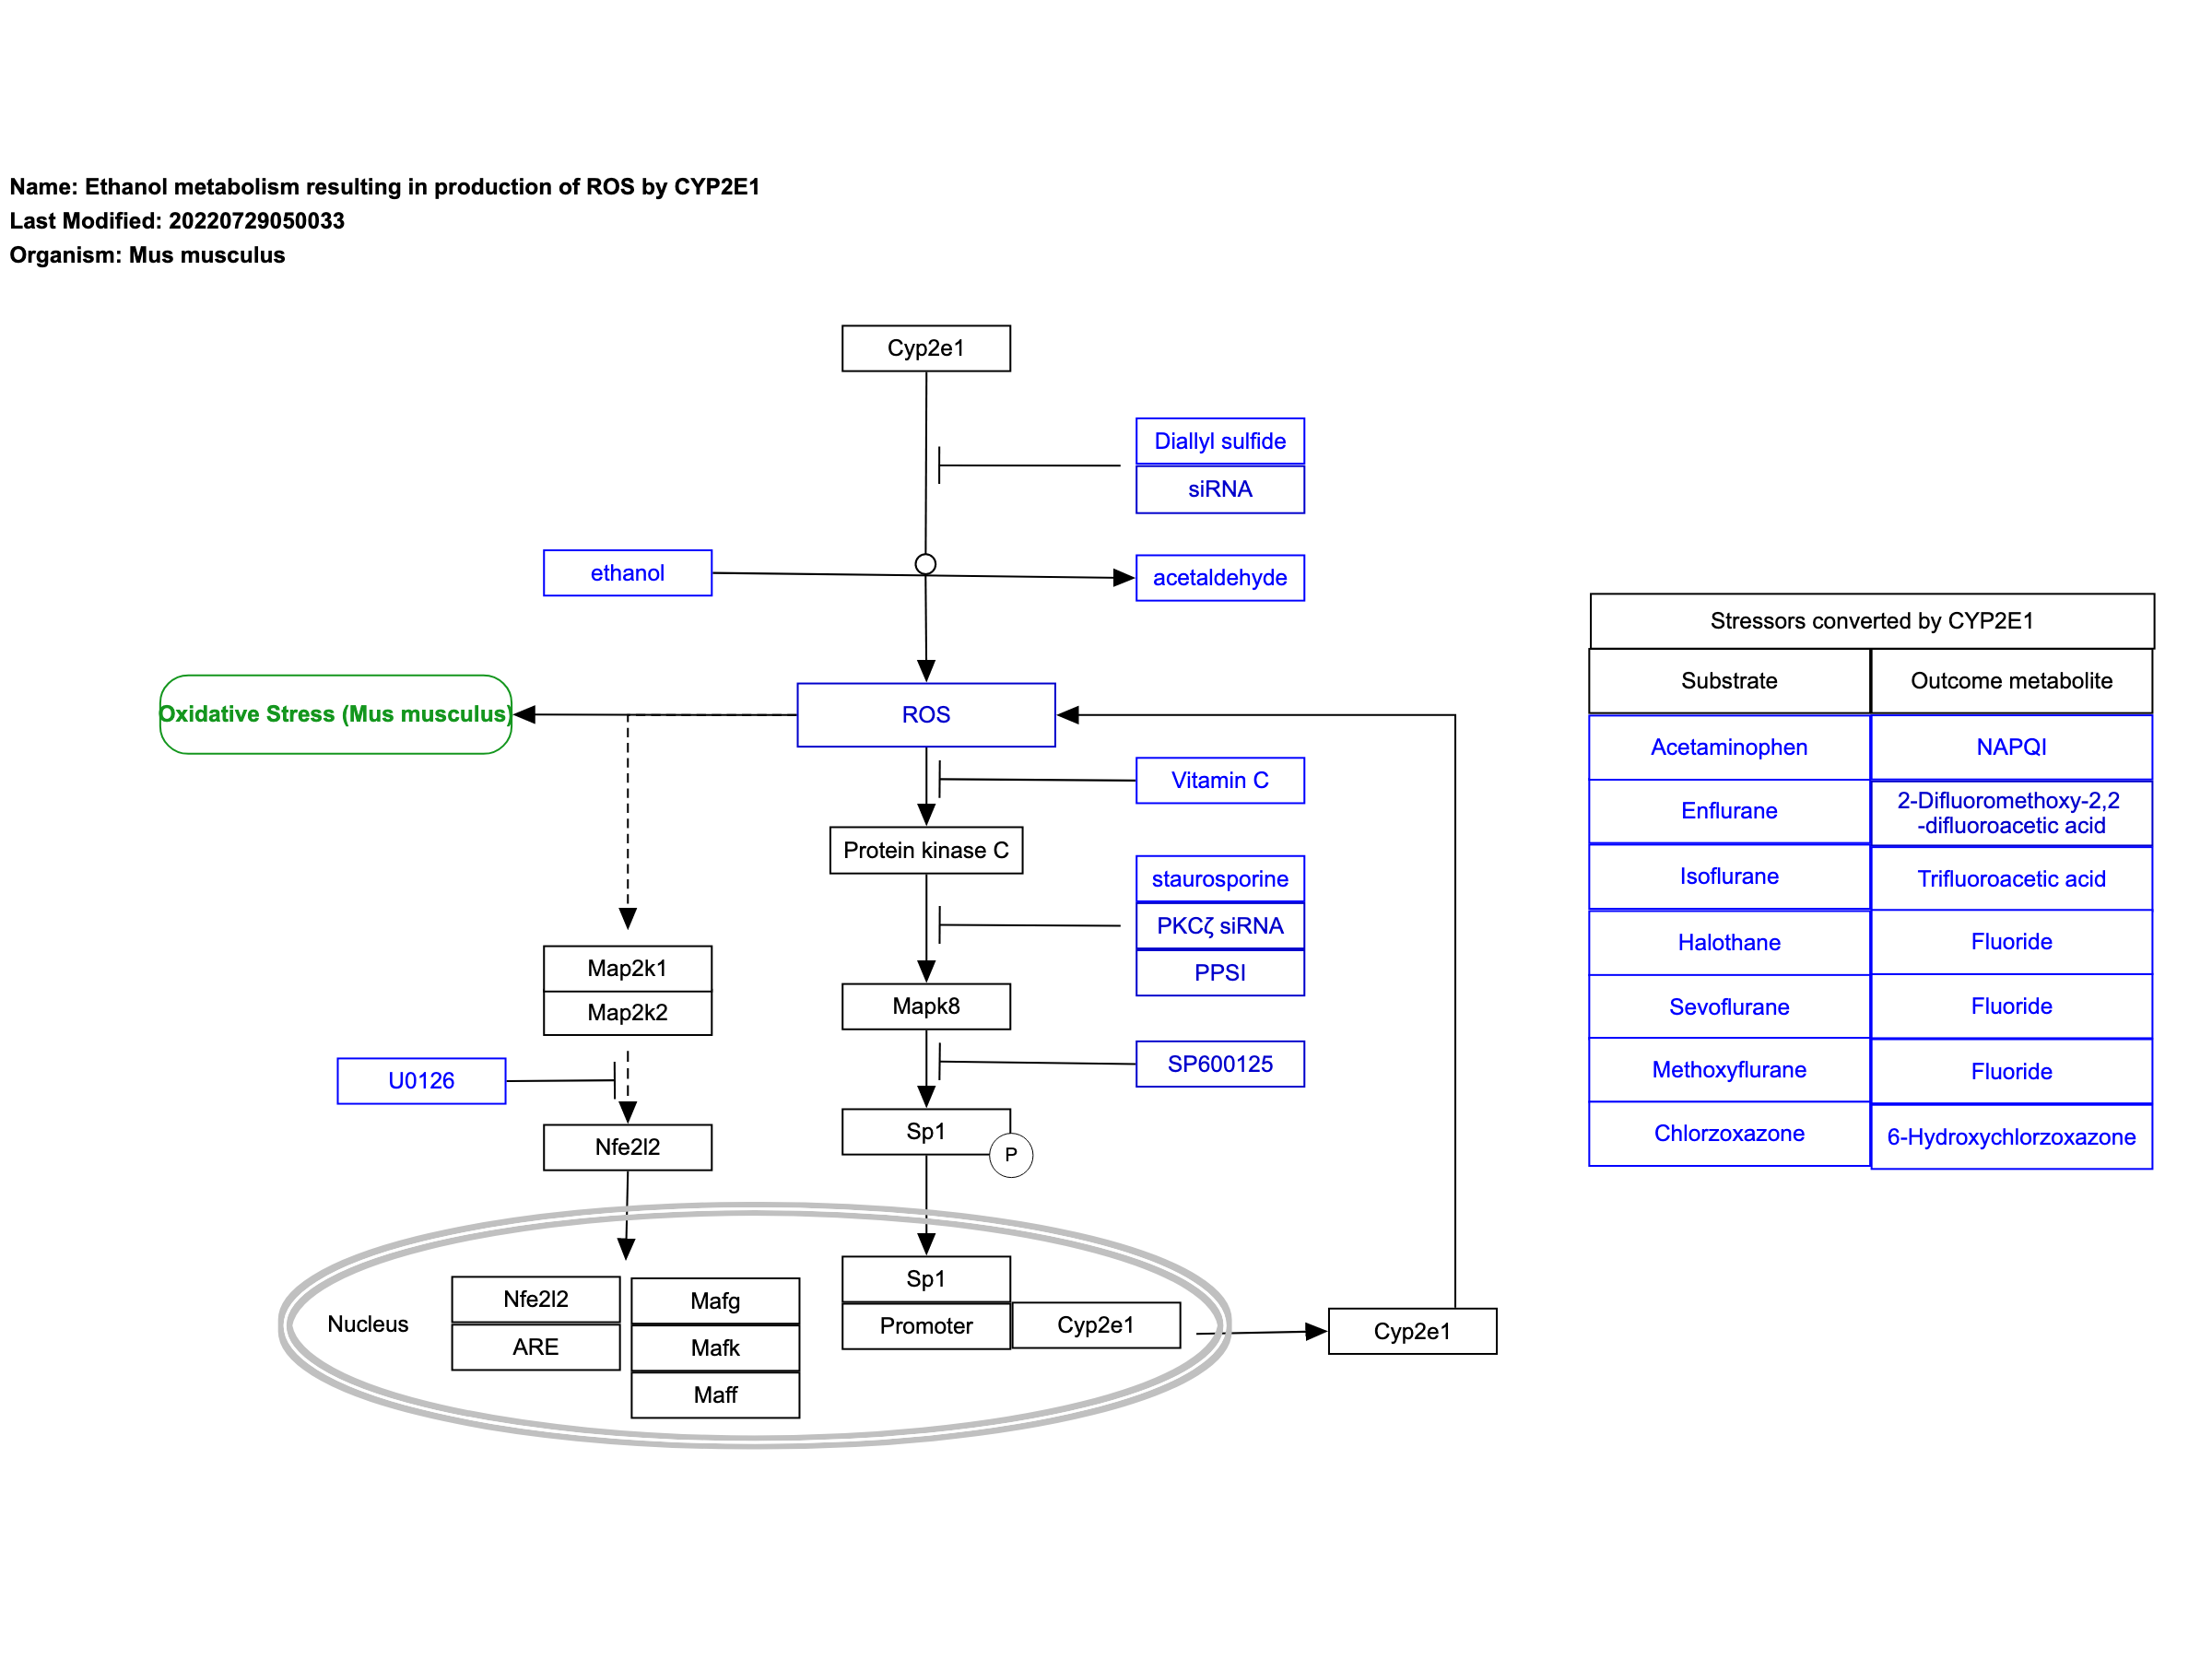 Name: Ethanol metabolism resulting in production of ROS by CYP2E1
Last Modified: 20220729050033
Organism: Mus musculus
Cyp2e1
Diallyl sulfide
siRNA
ethanol
acetaldehyde
Oxidative Stress (Mus musculus)
ROS
Vitamin C
Protein kinase C
staurosporine
PKCζ siRNA
PPSI
Map2k1
Map2k2
Mapk8
U0126
SP600125
Nfe2l2
Sp1
P
Nucleus
Nfe2l2
ARE
Mafg
Mafk
Maff
Sp1
Promoter
Cyp2e1
Cyp2e1
Stressors converted by CYP2E1
Substrate
Outcome metabolite
Acetaminophen
NAPQI
Enflurane
2-Difluoromethoxy-2,2
-difluoroacetic acid
Isoflurane
Trifluoroacetic acid
Halothane
Fluoride
Sevoflurane
Fluoride
Methoxyflurane
Fluoride
Chlorzoxazone
6-Hydroxychlorzoxazone